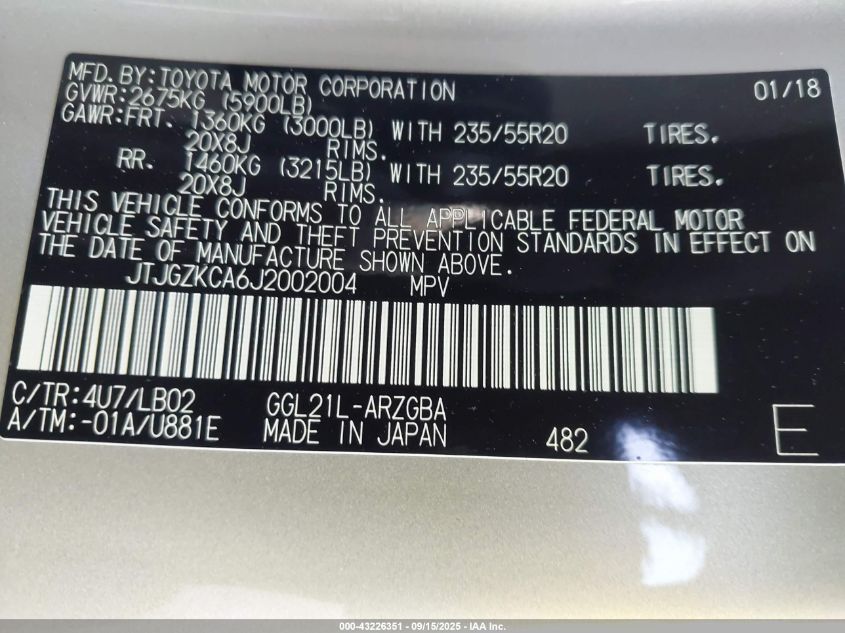 MFD. BY: TOYOTA MOTOR CORPORATION 01/18
GVWR: 2675KG (5900LB)
GAWR: FRT. 1360KG (3000LB) WITH 235/55R20 TIRES.
20X8J RIMS.
RR. 1460KG (3215LB) WITH 235/55R20 TIRES.
20X8J RIMS.
THIS VEHICLE CONFORMS TO ALL APPLICABLE FEDERAL MOTOR
VEHICLE SAFETY AND THEFT PREVENTION STANDARDS IN EFFECT ON
THE DATE OF MANUFACTURE SHOWN ABOVE.
JTJGZKCA6J2002004 MPV
C/TR: 4U7/LB02 GGL21L-ARZGBA
A/TM: -01A/U881E MADE IN JAPAN 482 E
000-43226351 - 09/15/2025 - IAA Inc.